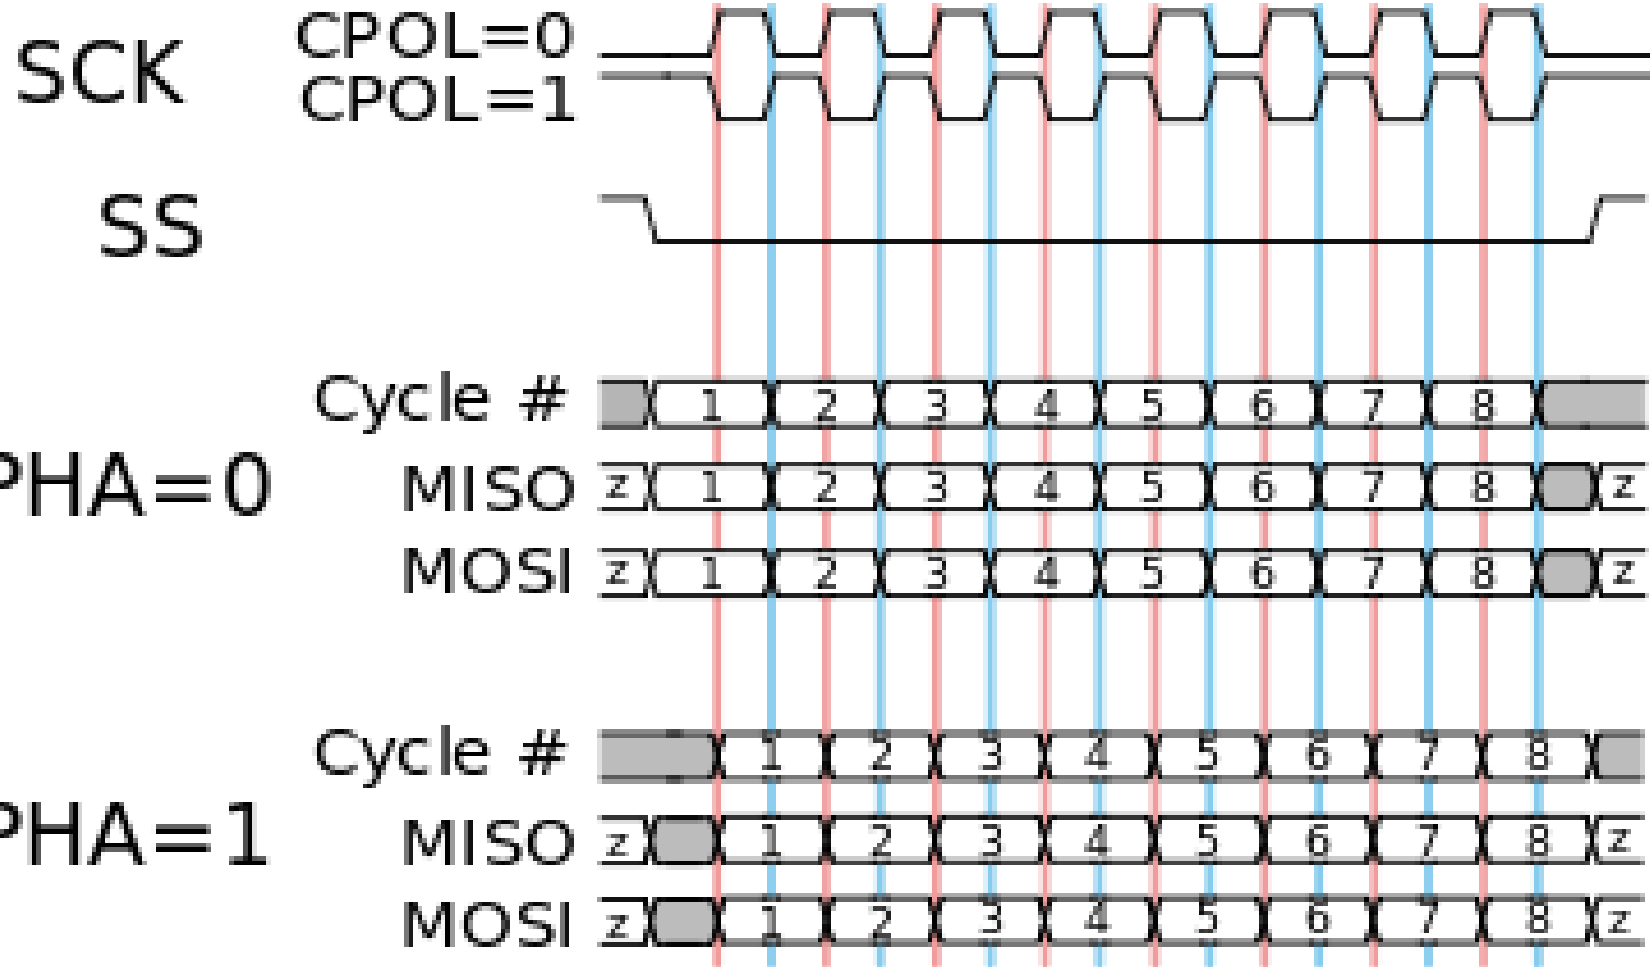 CPOL=0
SCK
CPOL=1
SS
Cycle # 1 2 3 4 5 6 7 8
PHA=0
MISO z 1 2 3 4 5 6 7 8 z
MOSI z 1 2 3 4 5 6 7 8 z
Cycle # 1 2 3 4 5 6 7 8
PHA=1
MISO z 1 2 3 4 5 6 7 8 z
MOSI z 1 2 3 4 5 6 7 8 z